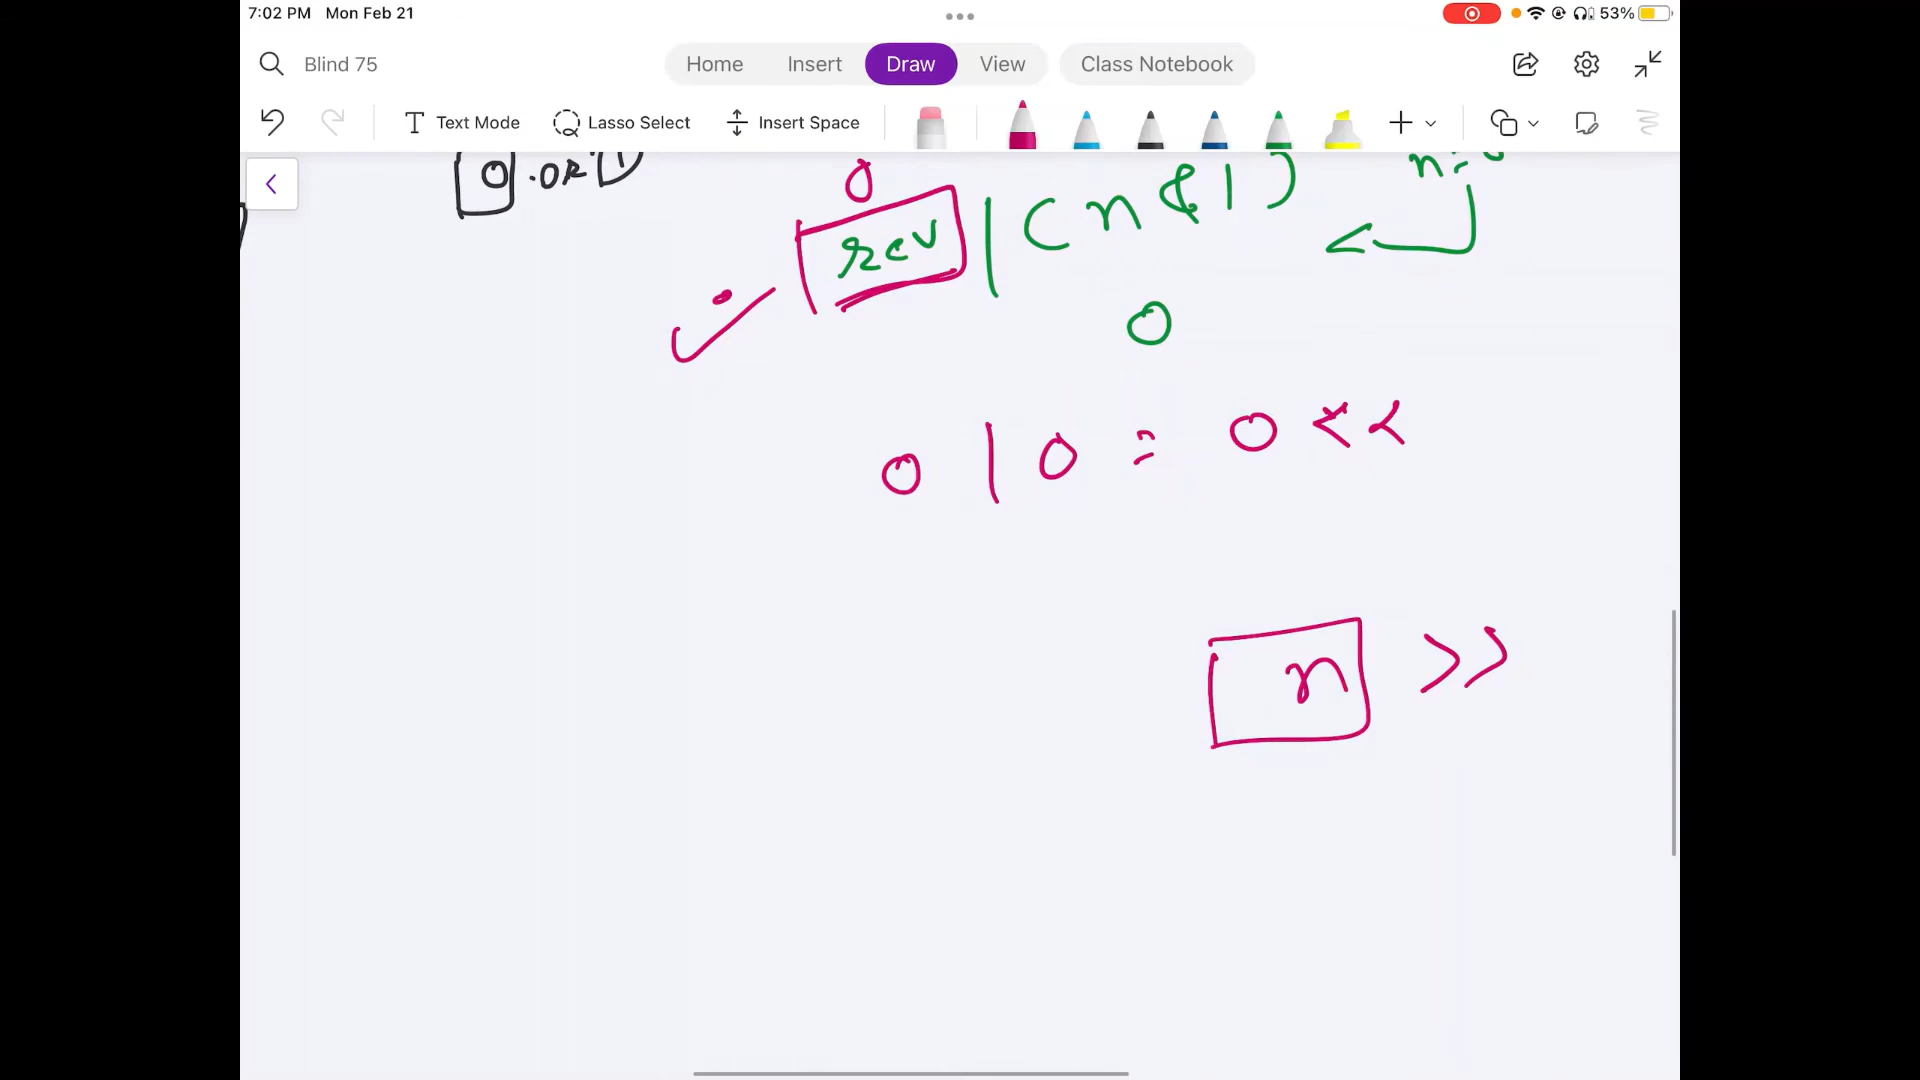 7:02 PM Mon Feb 21
53%
Blind 75
Home Insert Draw View Class Notebook
Text Mode Lasso Select Insert Space
0 .OR
0
rev | (n & 1)
0
0 | 0 = 0 <<
n >>